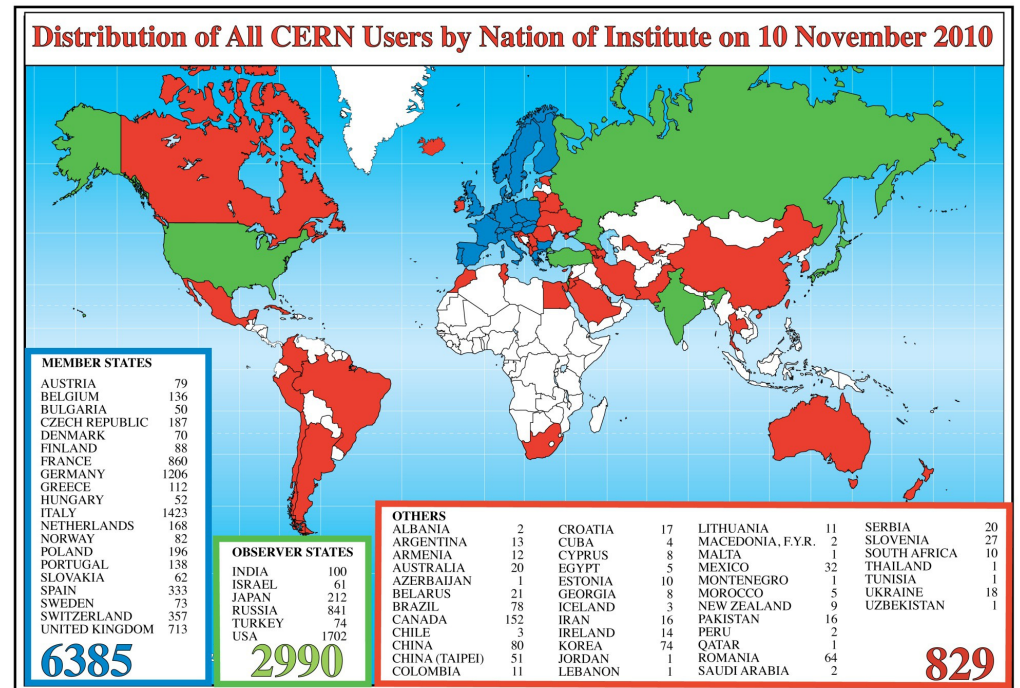 Distribution of All CERN Users by Nation of Institute on 10 November 2010
MEMBER STATES
AUSTRIA 79
BELGIUM 136
BULGARIA 50
CZECH REPUBLIC 187
DENMARK 70
FINLAND 88
FRANCE 860
GERMANY 1206
GREECE 112
HUNGARY 52
ITALY 1423
NETHERLANDS 168
NORWAY 82
POLAND 196
PORTUGAL 138
SLOVAKIA 62
SPAIN 333
SWEDEN 73
SWITZERLAND 357
UNITED KINGDOM 713
6385
OBSERVER STATES
INDIA 100
ISRAEL 61
JAPAN 212
RUSSIA 841
TURKEY 74
USA 1702
2990
OTHERS
ALBANIA 2
ARGENTINA 13
ARMENIA 12
AUSTRALIA 20
AZERBAIJAN 1
BELARUS 21
BRAZIL 78
CANADA 152
CHILE 3
CHINA 80
CHINA (TAIPEI) 51
COLOMBIA 11
CROATIA 17
CUBA 4
CYPRUS 8
EGYPT 5
ESTONIA 10
GEORGIA 8
ICELAND 3
IRAN 16
IRELAND 14
KOREA 74
JORDAN 1
LEBANON 1
LITHUANIA 11
MACEDONIA, F.Y.R. 2
MALTA 1
MEXICO 32
MONTENEGRO 1
MOROCCO 5
NEW ZEALAND 9
PAKISTAN 16
PERU 2
QATAR 1
ROMANIA 64
SAUDI ARABIA 2
SERBIA 20
SLOVENIA 27
SOUTH AFRICA 10
THAILAND 1
TUNISIA 1
UKRAINE 18
UZBEKISTAN 1
829